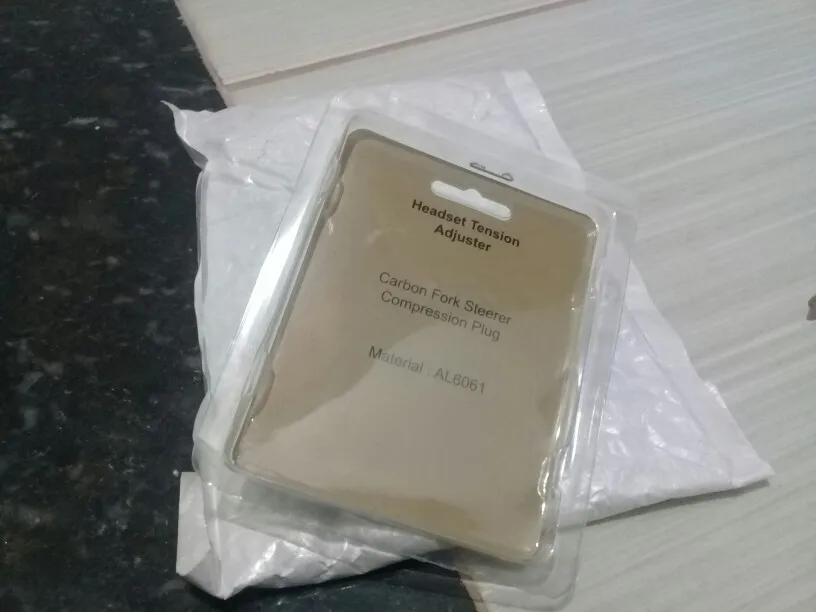 Headset Tension
Adjuster
Carbon Fork Steerer
Compression Plug
Material : AL6061